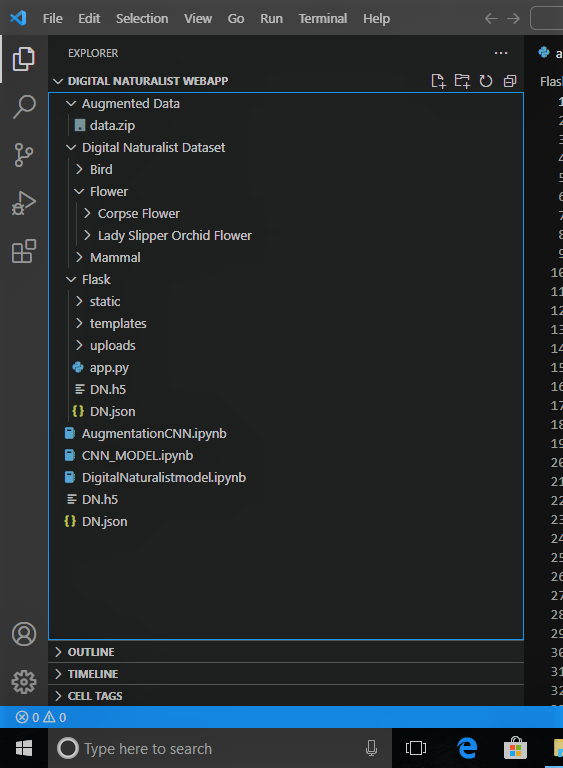 File Edit Selection View Go Run Terminal Help
EXPLORER ...
a
DIGITAL NATURALIST WEBAPP
Flas
Augmented Data
data.zip
Digital Naturalist Dataset
Bird
Flower
Corpse Flower
Lady Slipper Orchid Flower
Mammal
Flask
static
templates
uploads
app.py
DN.h5
{} DN.json
AugmentationCNN.ipynb
CNN_MODEL.ipynb
DigitalNaturalistmodel.ipynb
DN.h5
{} DN.json
1
2
3
4
5
6
7
8
9
10
11
12
13
14
15
16
17
18
19
20
21
22
23
24
25
26
27
28
29
30
31
32
OUTLINE
TIMELINE
CELL TAGS
0 0
Type here to search